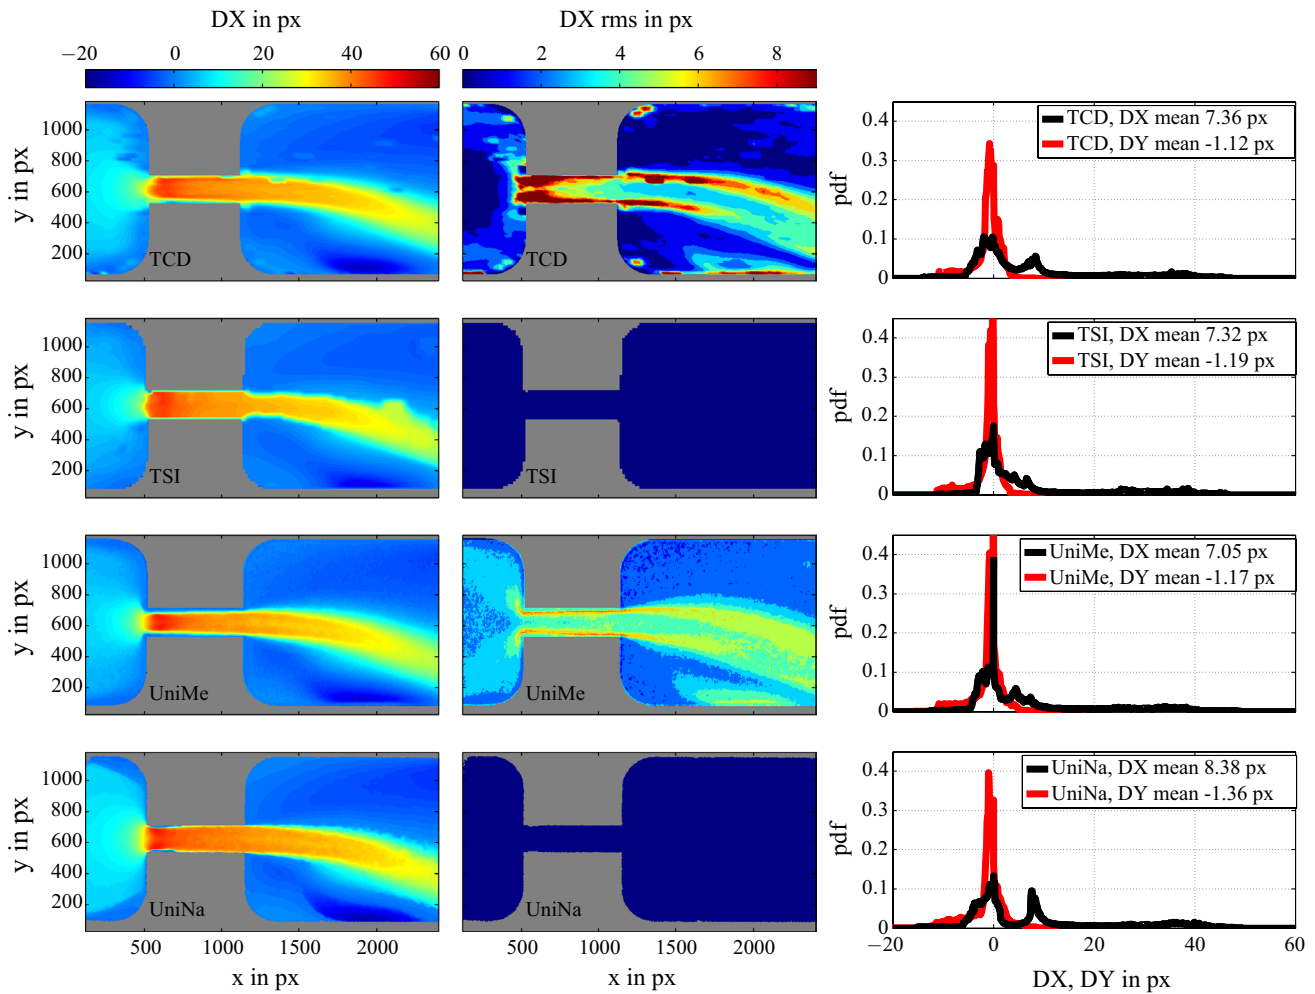 DX in px
DX rms in px
−20 0 20 40 60
0 2 4 6 8
y in px
1000
800
600
400
200
TCD
TCD
pdf
0.4
0.3
0.2
0.1
0
TCD, DX mean 7.36 px
TCD, DY mean -1.12 px
y in px
1000
800
600
400
200
TSI
TSI
pdf
0.4
0.3
0.2
0.1
0
TSI, DX mean 7.32 px
TSI, DY mean -1.19 px
y in px
1000
800
600
400
200
UniMe
UniMe
pdf
0.4
0.3
0.2
0.1
0
UniMe, DX mean 7.05 px
UniMe, DY mean -1.17 px
y in px
1000
800
600
400
200
UniNa
UniNa
pdf
0.4
0.3
0.2
0.1
0
UniNa, DX mean 8.38 px
UniNa, DY mean -1.36 px
500 1000 1500 2000
500 1000 1500 2000
−20 0 20 40 60
x in px
x in px
DX, DY in px